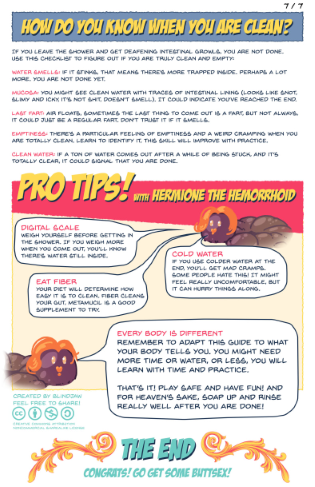 7 / 7
HOW DO YOU KNOW WHEN YOU ARE CLEAN?
IF YOU LEAVE THE SHOWER AND GET DEAFENING INTESTINAL GROWLS, YOU ARE NOT DONE.
USE THIS CHECKLIST TO FIGURE OUT IF YOU ARE TRULY CLEAN AND EMPTY:
WATER SMELLS: IF IT STINKS, THAT MEANS THERE'S MORE TRAPPED INSIDE. PERHAPS A LOT
MORE. YOU ARE NOT DONE YET.
MUCOSA: YOU MIGHT SEE CLEAN WATER WITH TRACES OF INTESTINAL LINING (LOOKS LIKE SNOT,
SLIMY AND ICKY. IT'S NOT SHIT, DOESN'T SMELL). IT COULD INDICATE YOU'VE REACHED THE END.
LAST FART: AIR FLOATS, SOMETIMES THE LAST THING TO COME OUT IS A FART, BUT NOT ALWAYS,
IT COULD JUST BE A REGULAR FART. DON'T TRUST IT IF IT SMELLS.
EMPTINESS: THERE'S A PARTICULAR FEELING OF EMPTINESS AND A WEIRD CRAMPING WHEN YOU
ARE TOTALLY CLEAN. LEARN TO IDENTIFY IT, THIS SKILL WILL IMPROVE WITH PRACTICE.
CLEAN WATER: IF A TON OF WATER COMES OUT AFTER A WHILE OF BEING STUCK, AND IT'S
TOTALLY CLEAR, IT COULD SIGNAL THAT YOU ARE DONE.
PRO TIPS! WITH HERMIONE THE HEMORRHOID
DIGITAL SCALE
WEIGH YOURSELF BEFORE GETTING IN
THE SHOWER. IF YOU WEIGH MORE
WHEN YOU COME OUT, YOU'LL KNOW
THERE'S WATER STILL INSIDE.
COLD WATER
IF YOU USE COLDER WATER AT THE
END, YOU'LL GET MAD CRAMPS.
SOME PEOPLE HATE THIS! IT MIGHT
FEEL REALLY UNCOMFORTABLE, BUT
IT CAN HURRY THINGS ALONG.
EAT FIBER
YOUR DIET WILL DETERMINE HOW
EASY IT IS TO CLEAN. FIBER CLEANS
YOUR GUT. METAMUCIL IS A GOOD
SUPPLEMENT TO TRY.
EVERY BODY IS DIFFERENT
REMEMBER TO ADAPT THIS GUIDE TO WHAT
YOUR BODY TELLS YOU. YOU MIGHT NEED
MORE TIME OR WATER, OR LESS, YOU WILL
LEARN WITH TIME AND PRACTICE.
THAT'S IT! PLAY SAFE AND HAVE FUN! AND
FOR HEAVEN'S SAKE, SOAP UP AND RINSE
REALLY WELL AFTER YOU ARE DONE!
CREATED BY
FEEL FREE TO SHARE!
CREATIVE COMMONS ATTRIBUTION
NONCOMMERCIAL SHAREALIKE LICENSE
THE END
CONGRATS! GO GET SOME BUTTSEX!